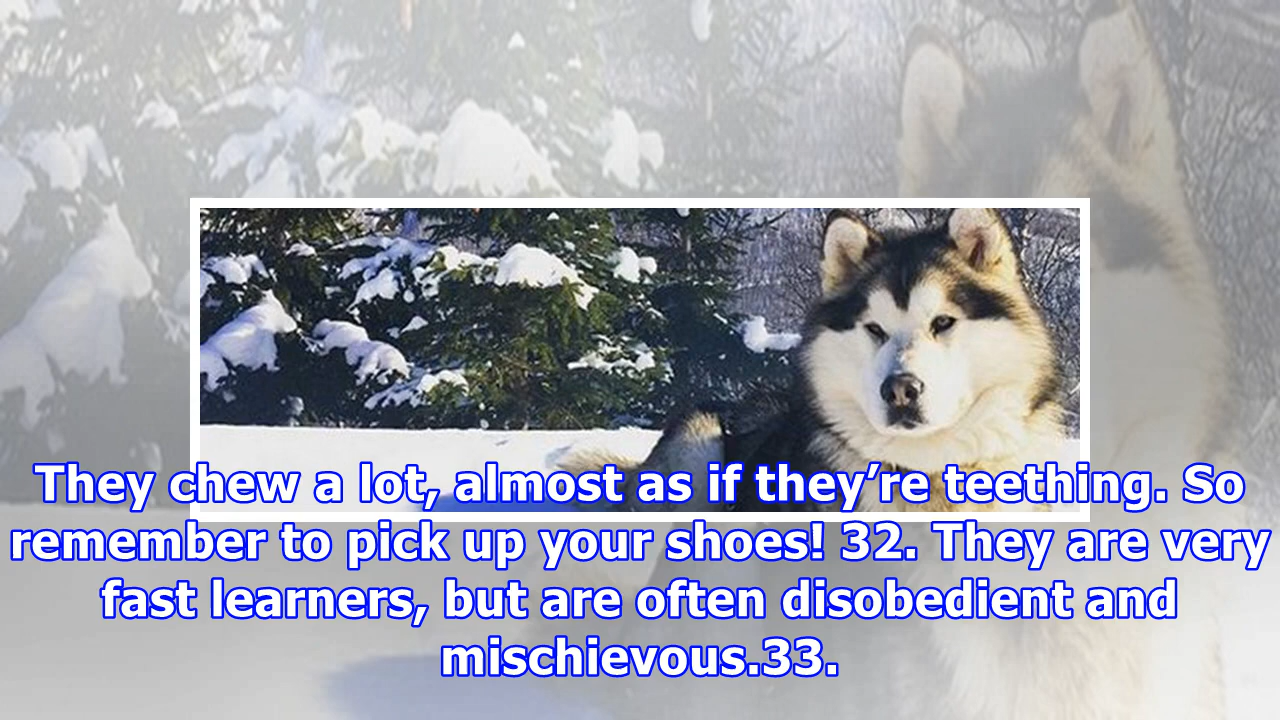 They chew a lot, almost as if they’re teething. So
remember to pick up your shoes! 32. They are very
fast learners, but are often disobedient and
mischievous.33.